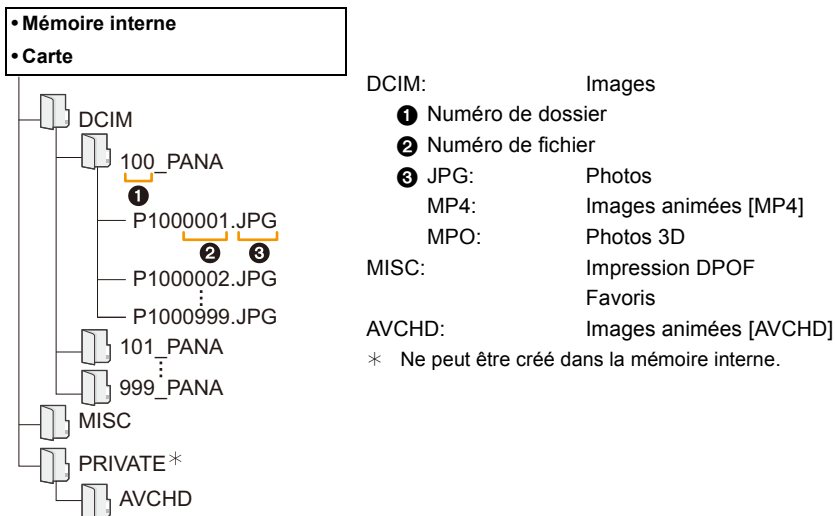 • Mémoire interne
• Carte
DCIM
100_PANA
❶
P1000001.JPG
❷ ❸
P1000002.JPG
P1000999.JPG
101_PANA
999_PANA
MISC
PRIVATE＊
AVCHD
DCIM: Images
❶ Numéro de dossier
❷ Numéro de fichier
❸ JPG: Photos
MP4: Images animées [MP4]
MPO: Photos 3D
MISC: Impression DPOF
Favoris
AVCHD: Images animées [AVCHD]
＊ Ne peut être créé dans la mémoire interne.